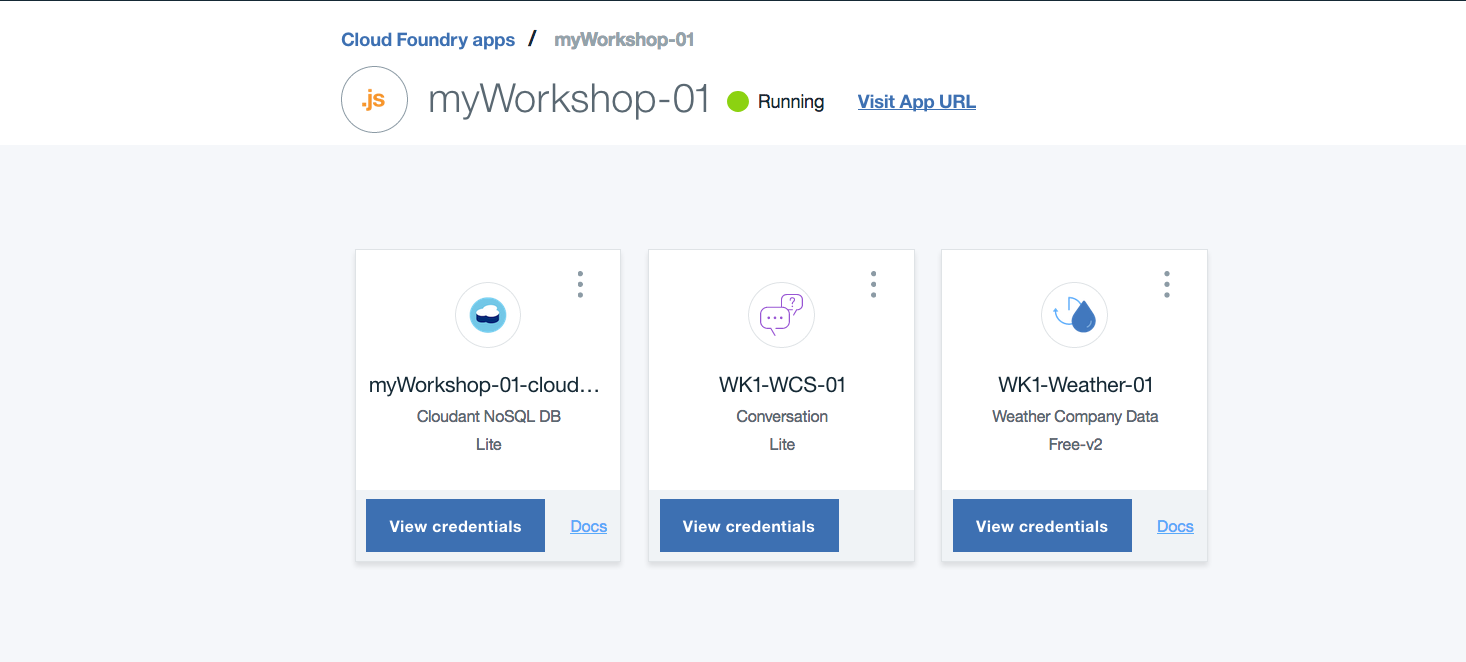 Cloud Foundry apps / myWorkshop-01
.js myWorkshop-01 Running Visit App URL
?
myWorkshop-01-cloud... WK1-WCS-01 WK1-Weather-01
Cloudant NoSQL DB Conversation Weather Company Data
Lite Lite Free-v2
View credentials Docs View credentials View credentials Docs